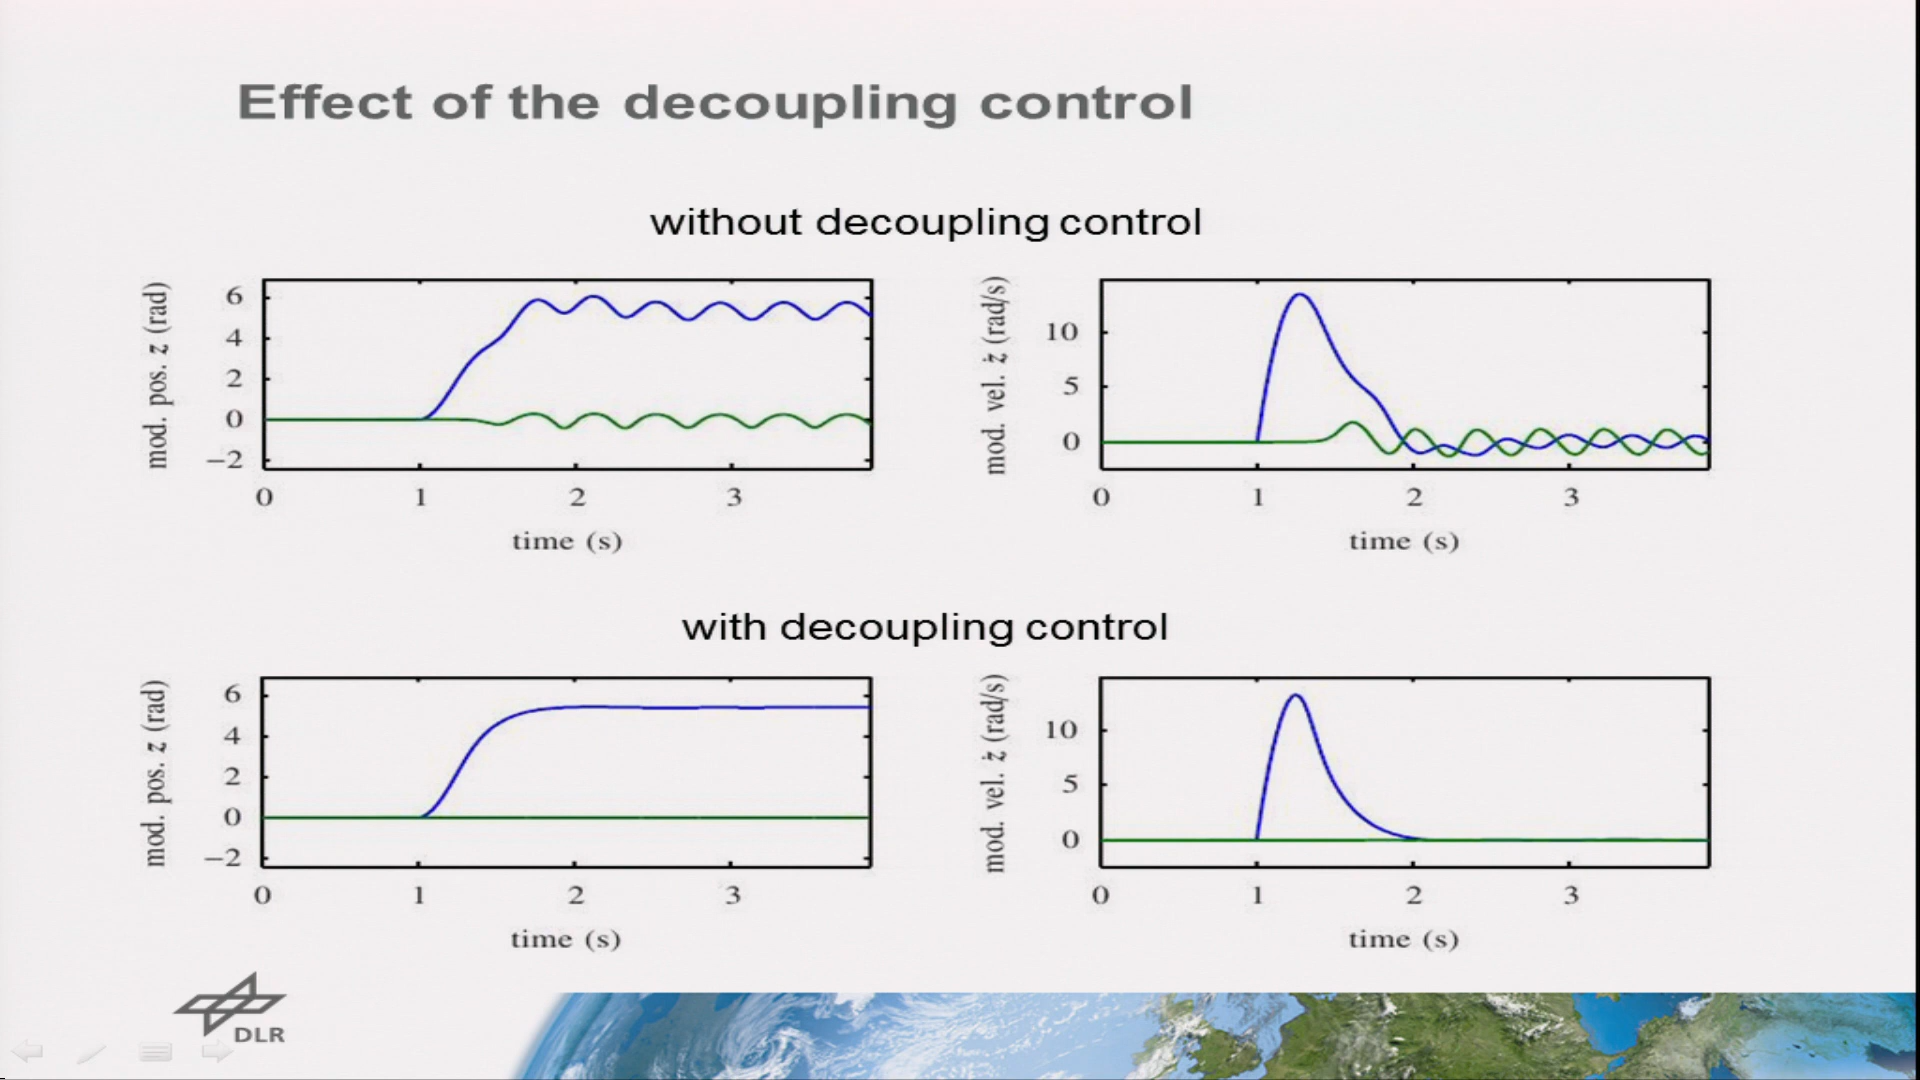 Effect of the decoupling control
without decoupling control
mod. pos. z (rad)
6
4
2
0
−2
0 1 2 3
time (s)
mod. vel. ż (rad/s)
10
5
0
0 1 2 3
time (s)
with decoupling control
mod. pos. z (rad)
6
4
2
0
−2
0 1 2 3
time (s)
mod. vel. ż (rad/s)
10
5
0
0 1 2 3
time (s)
DLR